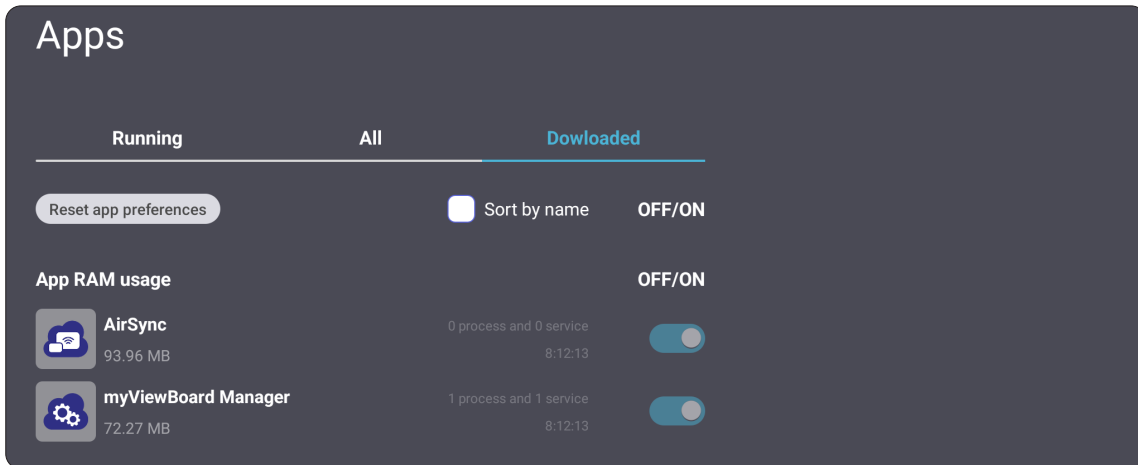 Apps
Running All Dowloaded
Reset app preferences Sort by name OFF/ON
App RAM usage OFF/ON
AirSync 0 process and 0 service
93.96 MB 8:12:13
myViewBoard Manager 1 process and 1 service
72.27 MB 8:12:13